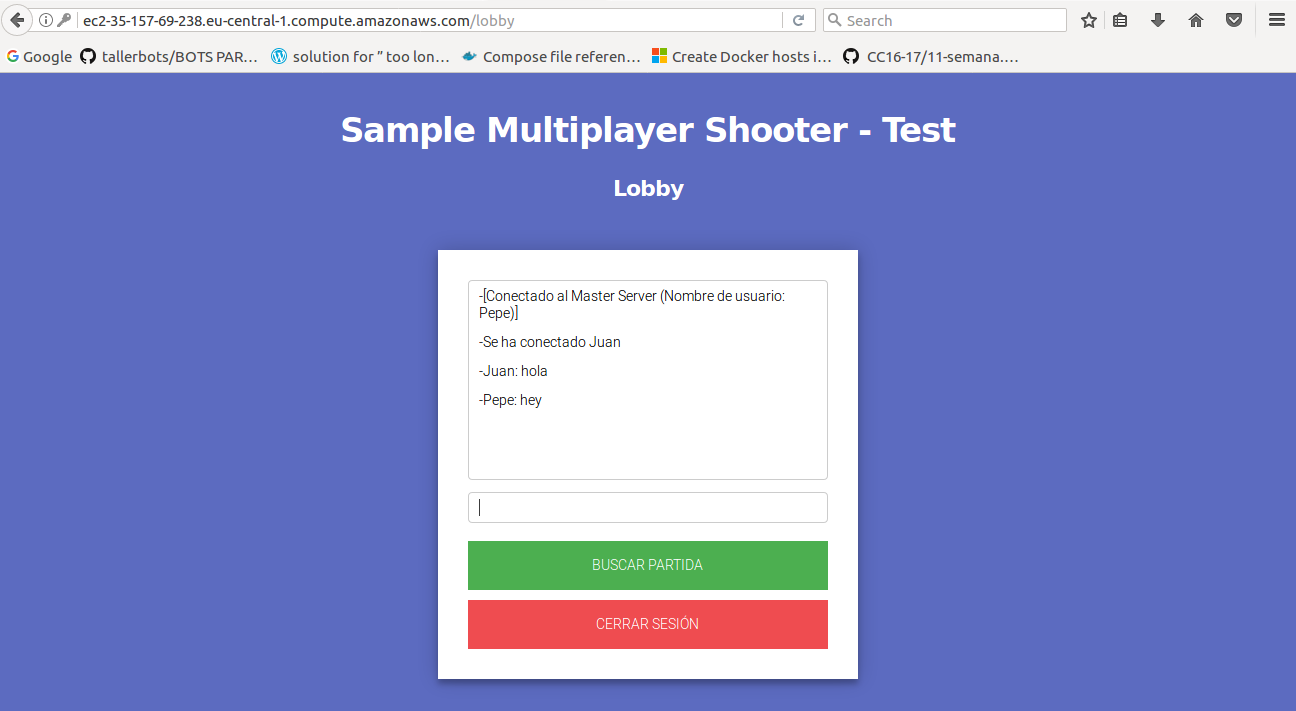 ec2-35-157-69-238.eu-central-1.compute.amazonaws.com/lobby
Search
Google
tallerbots/BOTS PAR...
solution for ” too lon...
Compose file referen...
Create Docker hosts i...
CC16-17/11-semana....
Sample Multiplayer Shooter - Test
Lobby
-[Conectado al Master Server (Nombre de usuario:
Pepe)]
-Se ha conectado Juan
-Juan: hola
-Pepe: hey
BUSCAR PARTIDA
CERRAR SESIÓN